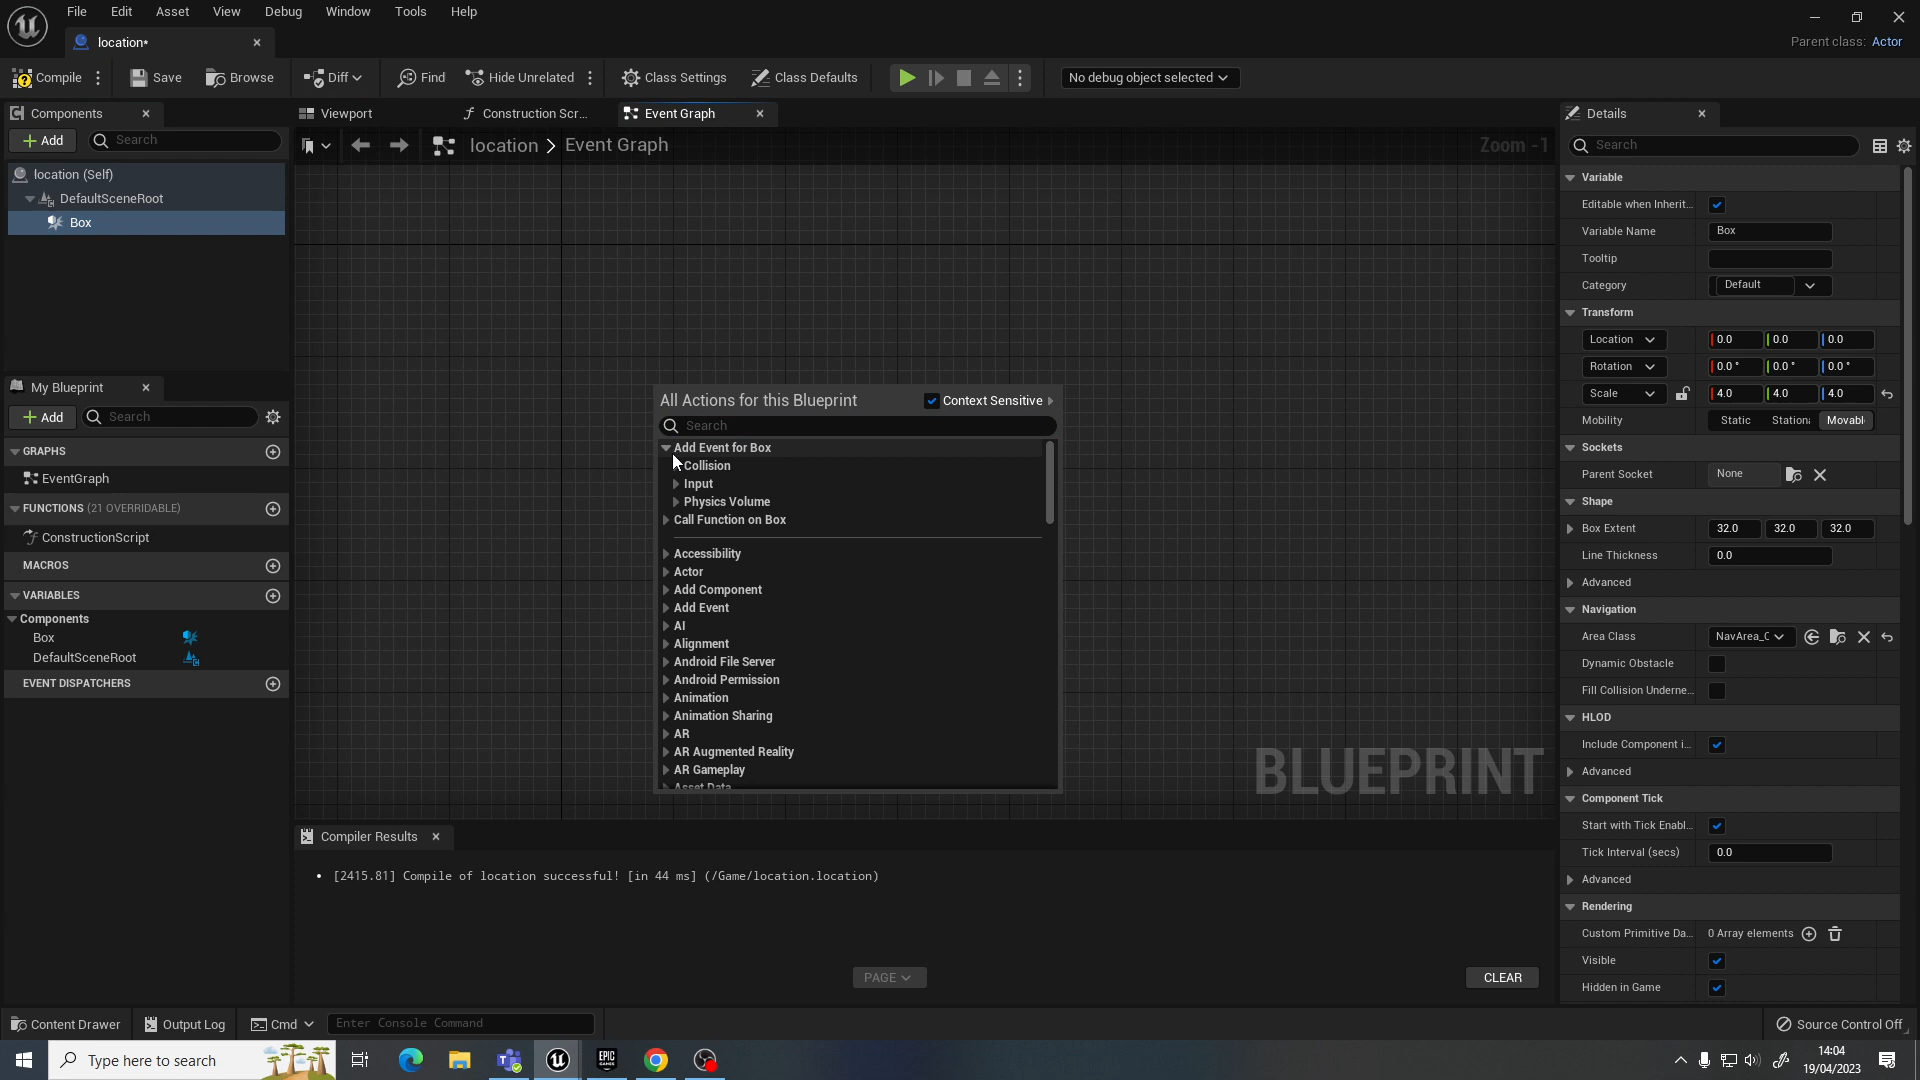 File Edit Asset View Debug Window Tools Help
location*
Parent class: Actor
Compile Save Browse Diff Find Hide Unrelated Class Settings Class Defaults No debug object selected
Components
Add Search
location (Self)
DefaultSceneRoot
Box
My Blueprint
Add Search
GRAPHS
EventGraph
FUNCTIONS (21 OVERRIDABLE)
ConstructionScript
MACROS
VARIABLES
Components
Box
DefaultSceneRoot
EVENT DISPATCHERS
Viewport Construction Scr... Event Graph
location > Event Graph
Zoom -1
All Actions for this Blueprint Context Sensitive
Search
Add Event for Box
Collision
Input
Physics Volume
Call Function on Box
Accessibility
Actor
Add Component
Add Event
AI
Alignment
Android File Server
Android Permission
Animation
Animation Sharing
AR
AR Augmented Reality
AR Gameplay
Asset Data
BLUEPRINT
Compiler Results
• [2415.81] Compile of location successful! [in 44 ms] (/Game/location.location)
PAGE
CLEAR
Details
Search
Variable
Editable when Inherit...
Variable Name Box
Tooltip
Category Default
Transform
Location 0.0 0.0 0.0
Rotation 0.0 ° 0.0 ° 0.0 °
Scale 4.0 4.0 4.0
Mobility Static Station Movabl
Sockets
Parent Socket None
Shape
Box Extent 32.0 32.0 32.0
Line Thickness 0.0
Advanced
Navigation
Area Class NavArea_C
Dynamic Obstacle
Fill Collision Underne...
HLOD
Include Component i...
Advanced
Component Tick
Start with Tick Enabl...
Tick Interval (secs) 0.0
Advanced
Rendering
Custom Primitive Da... 0 Array elements
Visible
Hidden in Game
Content Drawer Output Log Cmd Enter Console Command Source Control Off
Type here to search
EPIC GAMES
14:04
19/04/2023